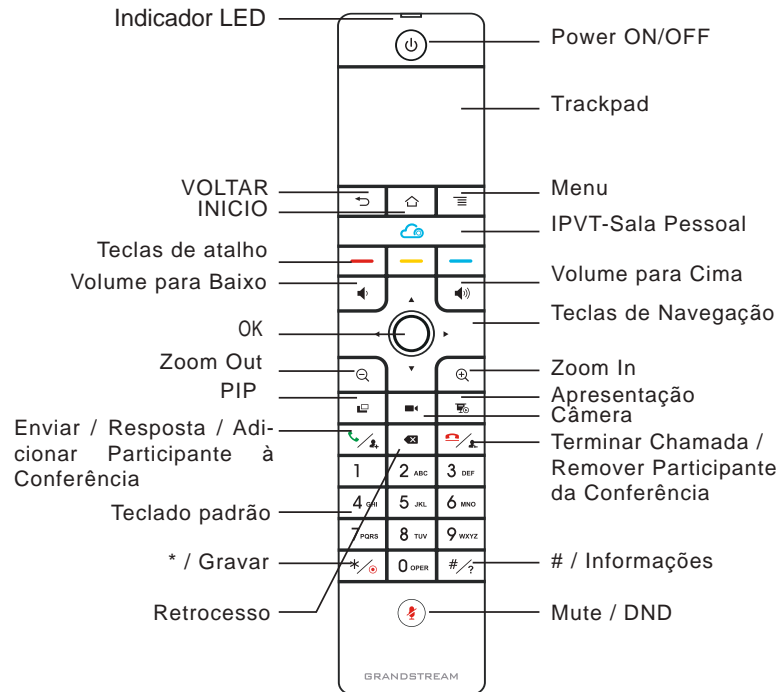 Indicador LED
Power ON/OFF
Trackpad
VOLTAR
INICIO
Menu
IPVT-Sala Pessoal
Teclas de atalho
Volume para Baixo
Volume para Cima
Teclas de Navegação
OK
Zoom Out
Zoom In
PIP
Apresentação
Câmera
Enviar / Resposta / Adi-
cionar Participante à
Conferência
Terminar Chamada /
Remover Participante
da Conferência
1 2 ABC 3 DEF
4 GHI 5 JKL 6 MNO
Teclado padrão
7 PQRS 8 TUV 9 WXYZ
* / Gravar
* 0 OPER #/?
# / Informações
Retrocesso
Mute / DND
GRANDSTREAM